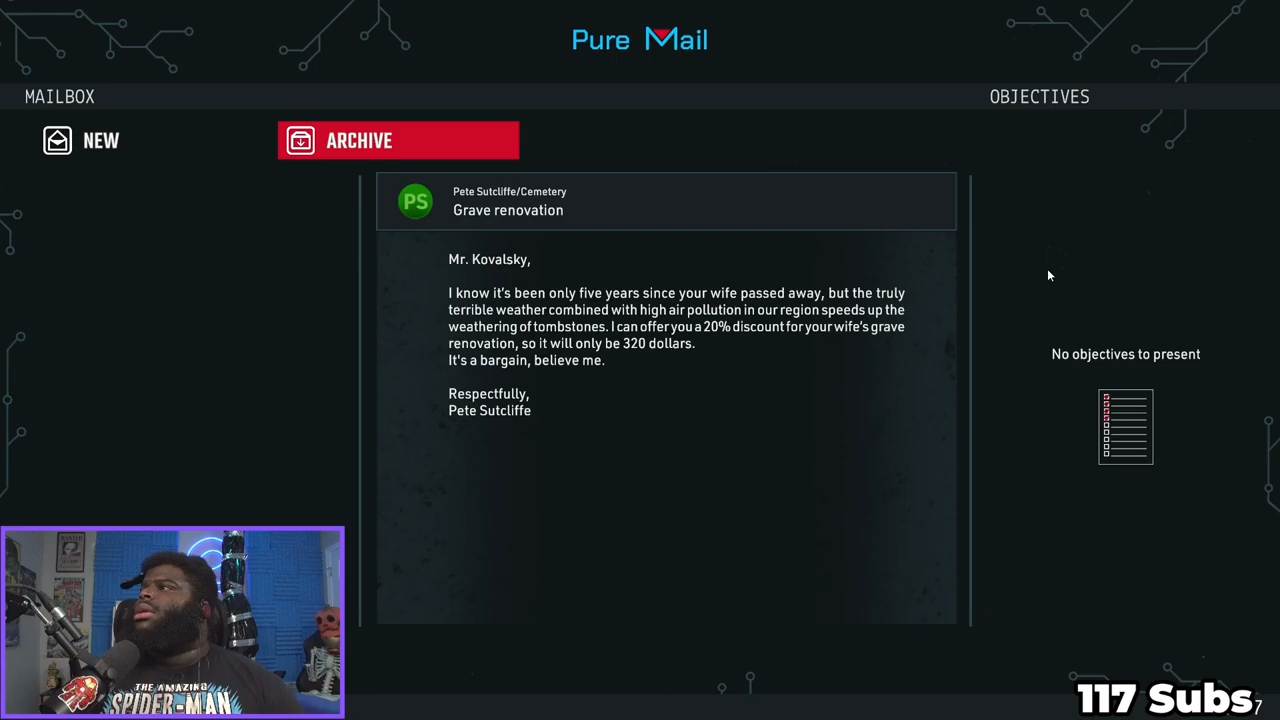 Pure Mail
MAILBOX
OBJECTIVES
NEW
ARCHIVE
PS
Pete Sutcliffe/Cemetery
Grave renovation
Mr. Kovalsky,
I know it's been only five years since your wife passed away, but the truly
terrible weather combined with high air pollution in our region speeds up the
weathering of tombstones. I can offer you a 20% discount for your wife's grave
renovation, so it will only be 320 dollars.
It's a bargain, believe me.
Respectfully,
Pete Sutcliffe
No objectives to present
WANTED
THE AMAZING
SPIDER-MAN
117 Subs
7